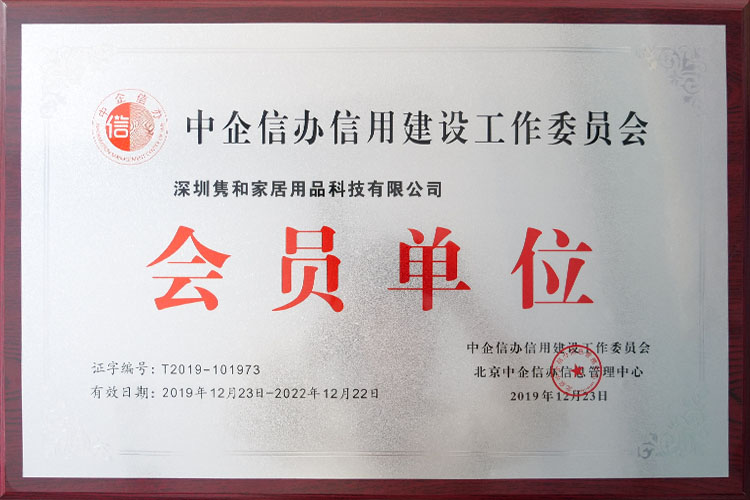 中企信办
信
中企信办信用建设工作委员会
深圳隽和家居用品科技有限公司
会员单位
证字编号：T2019-101973
有效日期：2019年12月23日-2022年12月22日
中企信办信用建设工作委员会
北京中企信办信息管理中心
2019年12月23日